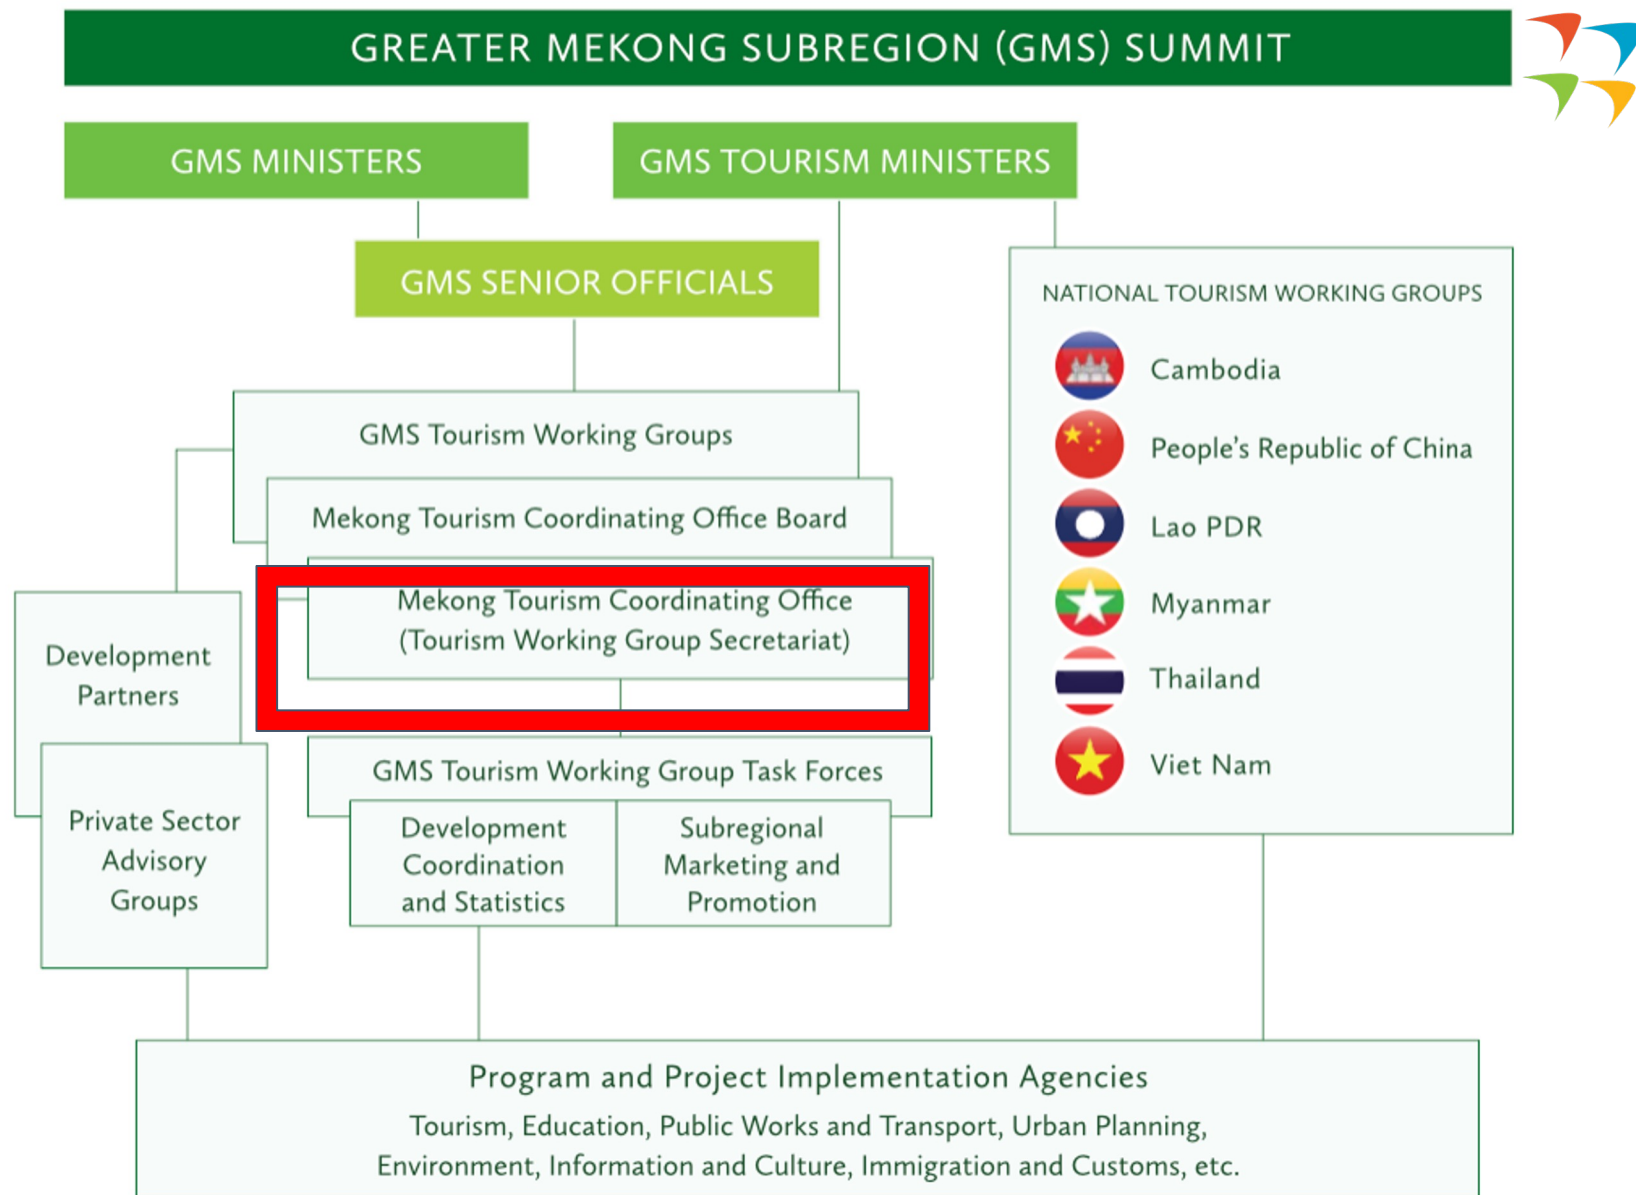 GREATER MEKONG SUBREGION (GMS) SUMMIT
GMS MINISTERS
GMS TOURISM MINISTERS
GMS SENIOR OFFICIALS
GMS Tourism Working Groups
Mekong Tourism Coordinating Office Board
Mekong Tourism Coordinating Office
(Tourism Working Group Secretariat)
Development
Partners
Private Sector
Advisory
Groups
GMS Tourism Working Group Task Forces
Development
Coordination
and Statistics
Subregional
Marketing and
Promotion
NATIONAL TOURISM WORKING GROUPS
Cambodia
People’s Republic of China
Lao PDR
Myanmar
Thailand
Viet Nam
Program and Project Implementation Agencies
Tourism, Education, Public Works and Transport, Urban Planning,
Environment, Information and Culture, Immigration and Customs, etc.